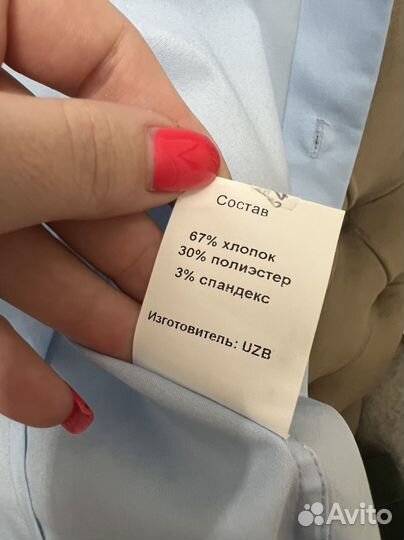 Состав
67% хлопок
30% полиэстер
3% спандекс
Изготовитель: UZB
Avito